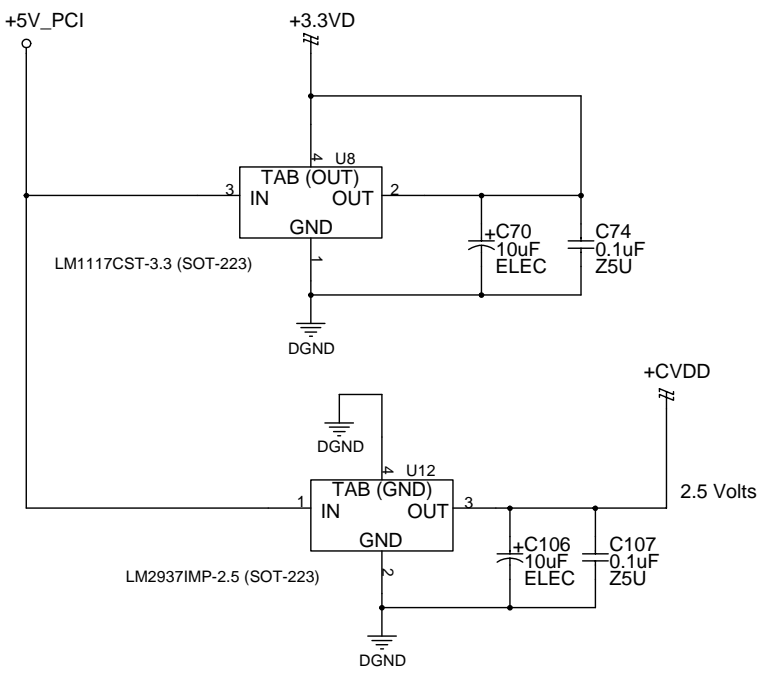 +5V_PCI
+3.3VD
4 U8
TAB (OUT)
3 IN OUT 2
GND
1
+C70
10uF
ELEC
C74
0.1uF
Z5U
LM1117CST-3.3 (SOT-223)
DGND
+CVDD
DGND
4 U12
TAB (GND)
1 IN OUT 3
2.5 Volts
GND
2
+C106
10uF
ELEC
C107
0.1uF
Z5U
LM2937IMP-2.5 (SOT-223)
DGND